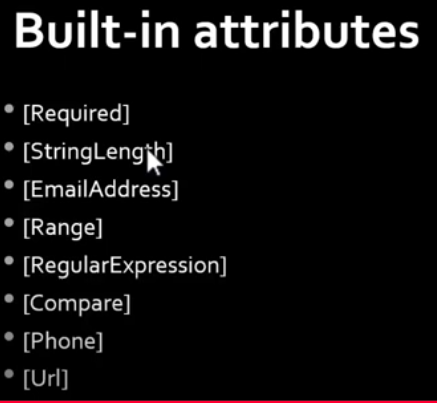 Built-in attributes
• [Required]
• [StringLength]
• [EmailAddress]
• [Range]
• [RegularExpression]
• [Compare]
• [Phone]
• [Url]